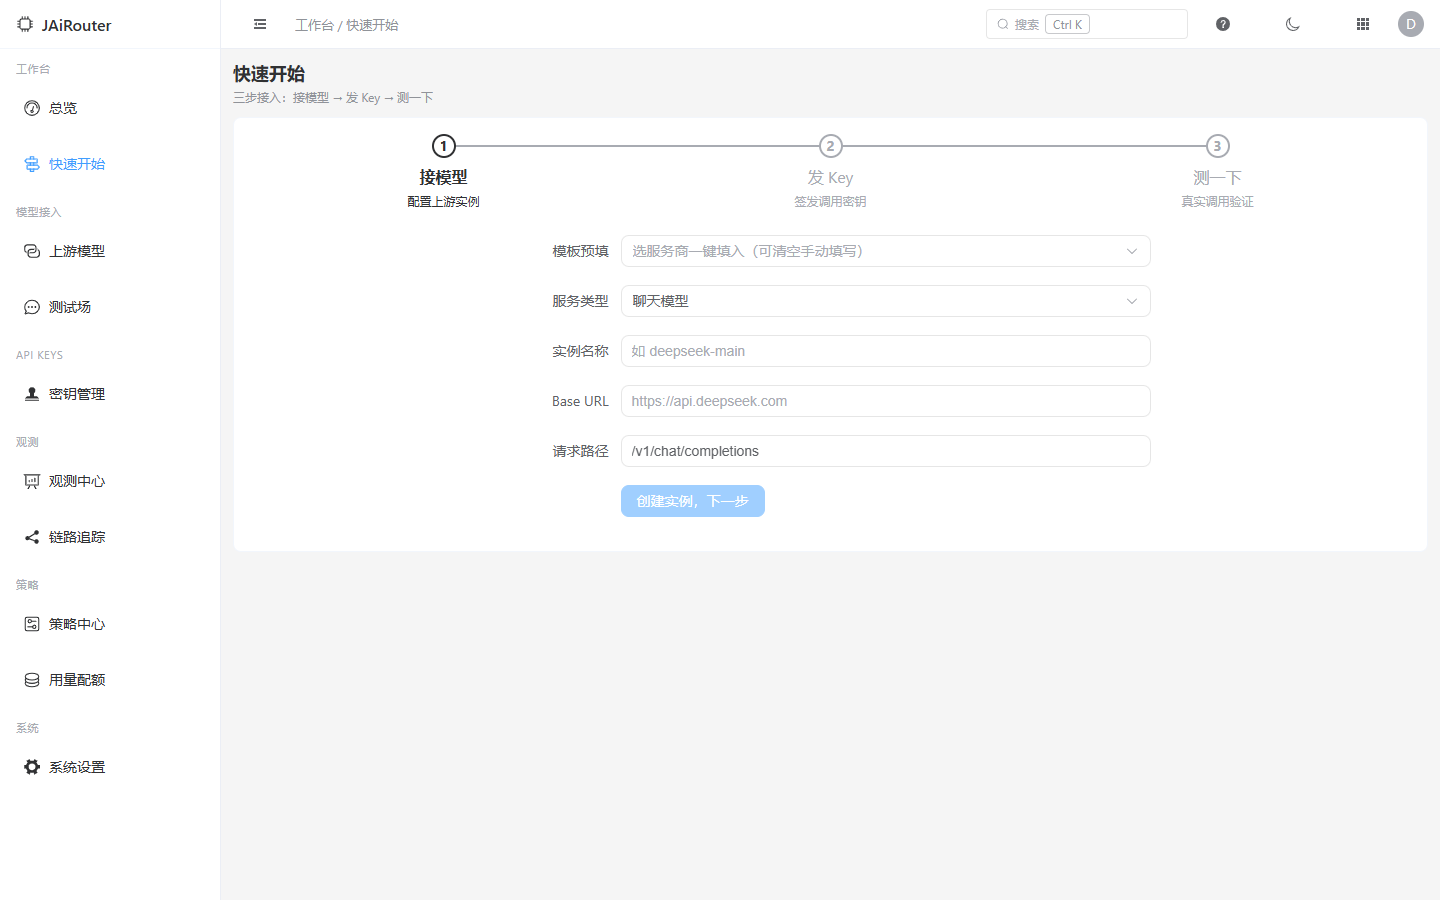 JAiRouter
工作台 / 快速开始
搜索 Ctrl K
D
工作台
总览
快速开始
模型接入
上游模型
测试场
API KEYS
密钥管理
观测
观测中心
链路追踪
策略
策略中心
用量配额
系统
系统设置
快速开始
三步接入：接模型 → 发 Key → 测一下
1
接模型
配置上游实例
2
发 Key
签发调用密钥
3
测一下
真实调用验证
模板预填 选服务商一键填入（可清空手动填写）
服务类型 聊天模型
实例名称 如 deepseek-main
Base URL https://api.deepseek.com
请求路径 /v1/chat/completions
创建实例，下一步